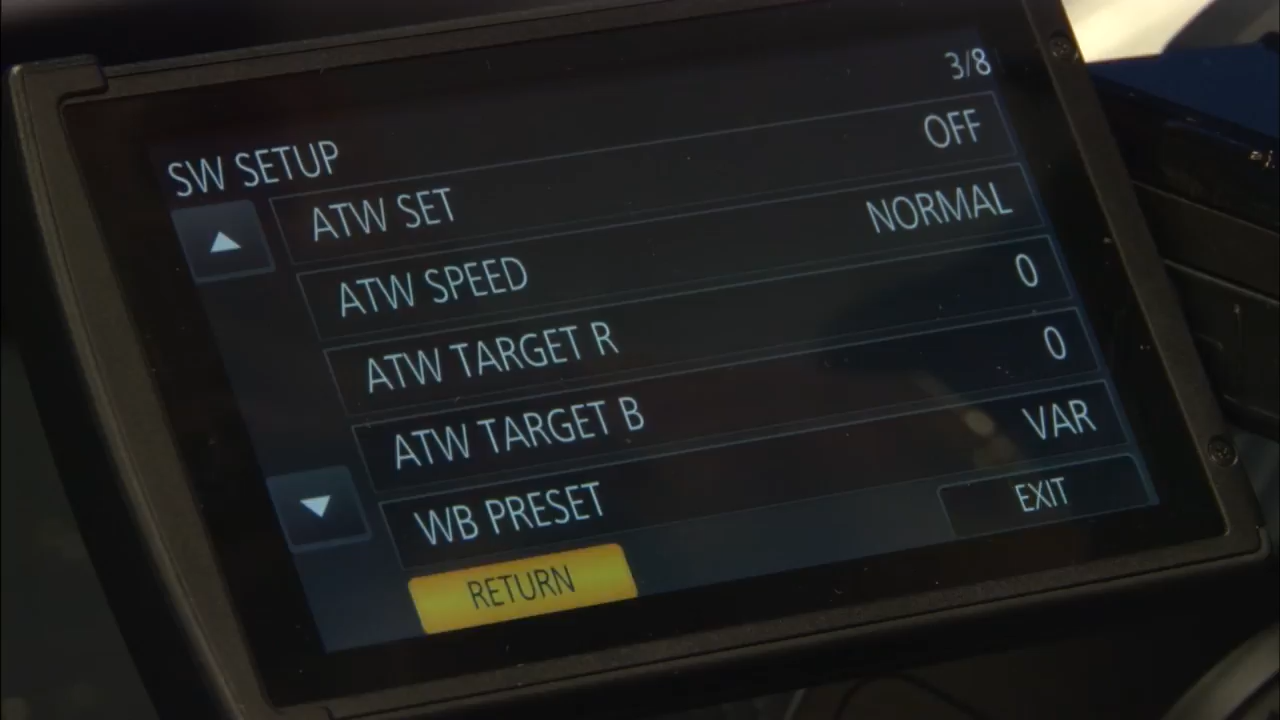 3/8
SW SETUP
ATW SET OFF
ATW SPEED NORMAL
ATW TARGET R 0
ATW TARGET B 0
WB PRESET VAR
RETURN EXIT